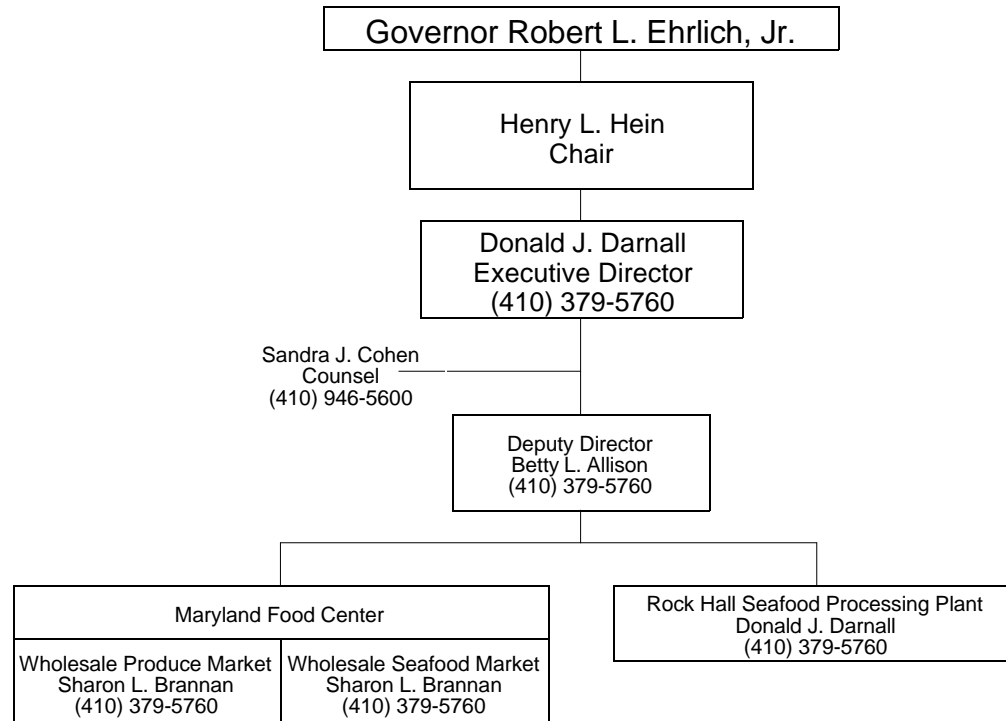 Governor Robert L. Ehrlich, Jr.
Henry L. Hein
Chair
Donald J. Darnall
Executive Director
(410) 379-5760
Sandra J. Cohen
Counsel
(410) 946-5600
Deputy Director
Betty L. Allison
(410) 379-5760
Maryland Food Center
Wholesale Produce Market
Sharon L. Brannan
(410) 379-5760
Wholesale Seafood Market
Sharon L. Brannan
(410) 379-5760
Rock Hall Seafood Processing Plant
Donald J. Darnall
(410) 379-5760